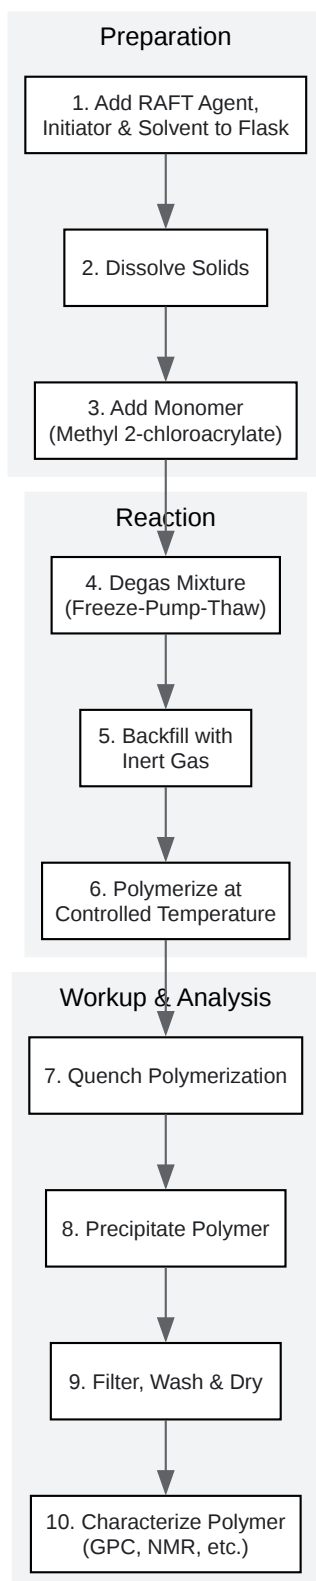 Preparation
1. Add RAFT Agent,
Initiator & Solvent to Flask
2. Dissolve Solids
3. Add Monomer
(Methyl 2-chloroacrylate)
Reaction
4. Degas Mixture
(Freeze-Pump-Thaw)
5. Backfill with
Inert Gas
6. Polymerize at
Controlled Temperature
Workup & Analysis
7. Quench Polymerization
8. Precipitate Polymer
9. Filter, Wash & Dry
10. Characterize Polymer
(GPC, NMR, etc.)